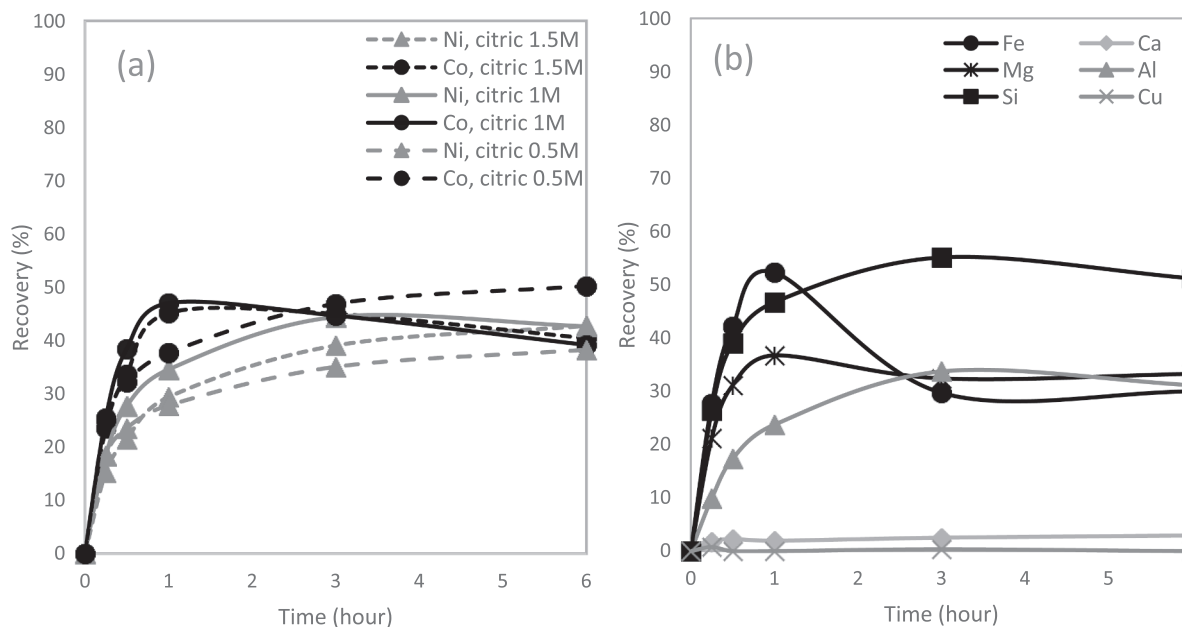 (a)
Ni, citric 1.5M
Co, citric 1.5M
Ni, citric 1M
Co, citric 1M
Ni, citric 0.5M
Co, citric 0.5M
100
90
80
70
60
50
40
30
20
10
0
Recovery (%)
0 1 2 3 4 5 6
Time (hour)
(b)
Fe Ca
Mg Al
Si Cu
100
90
80
70
60
50
40
30
20
10
0
Recovery (%)
0 1 2 3 4 5
Time (hour)